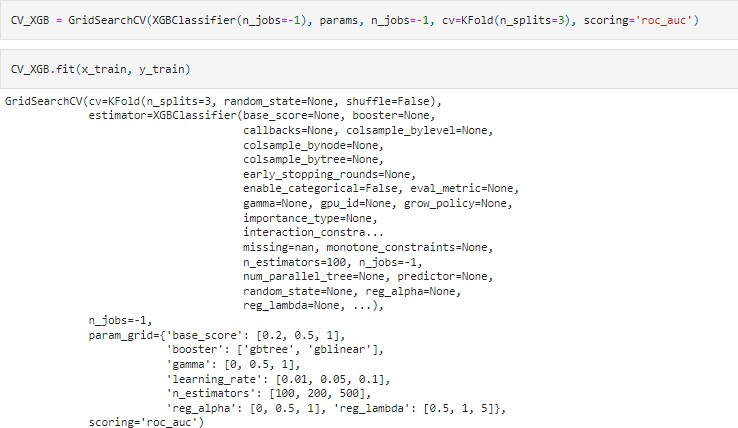 CV_XGB = GridSearchCV(XGBClassifier(n_jobs=-1), params, n_jobs=-1, cv=KFold(n_splits=3), scoring='roc_auc')
CV_XGB.fit(x_train, y_train)
GridSearchCV(cv=KFold(n_splits=3, random_state=None, shuffle=False),
estimator=XGBClassifier(base_score=None, booster=None,
callbacks=None, colsample_bylevel=None,
colsample_bynode=None,
colsample_bytree=None,
early_stopping_rounds=None,
enable_categorical=False, eval_metric=None,
gamma=None, gpu_id=None, grow_policy=None,
importance_type=None,
interaction_constra...
missing=nan, monotone_constraints=None,
n_estimators=100, n_jobs=-1,
num_parallel_tree=None, predictor=None,
random_state=None, reg_alpha=None,
reg_lambda=None, ...),
n_jobs=-1,
param_grid={'base_score': [0.2, 0.5, 1],
'booster': ['gbtree', 'gblinear'],
'gamma': [0, 0.5, 1],
'learning_rate': [0.01, 0.05, 0.1],
'n_estimators': [100, 200, 500],
'reg_alpha': [0, 0.5, 1], 'reg_lambda': [0.5, 1, 5]},
scoring='roc_auc')